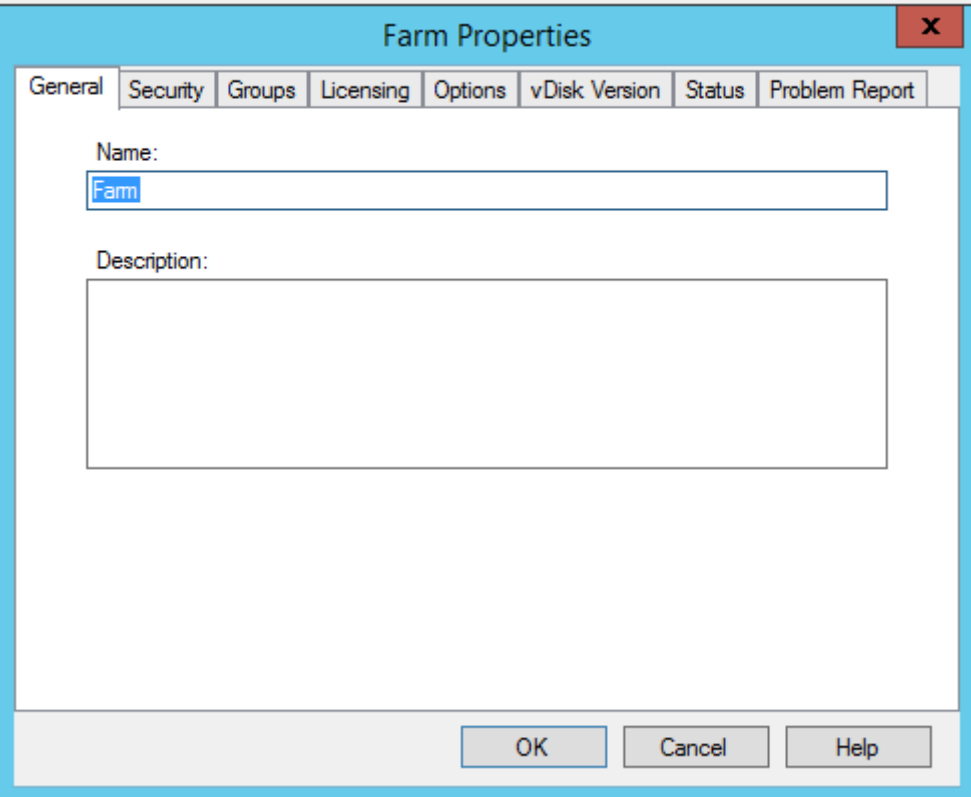 Farm Properties
x
General Security Groups Licensing Options vDisk Version Status Problem Report
Name:
Farm
Description:
OK Cancel Help